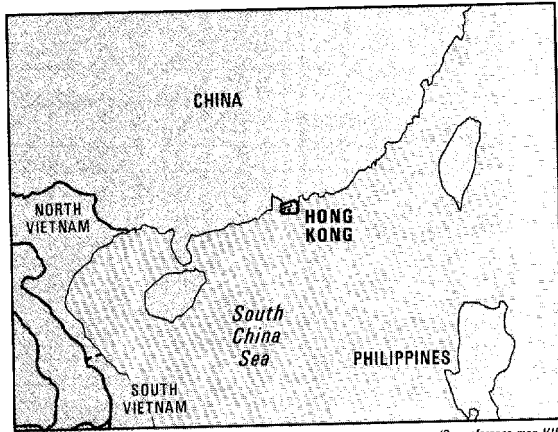 CHINA
NORTH
VIETNAM
HONG
KONG
South
China
Sea
PHILIPPINES
SOUTH
VIETNAM